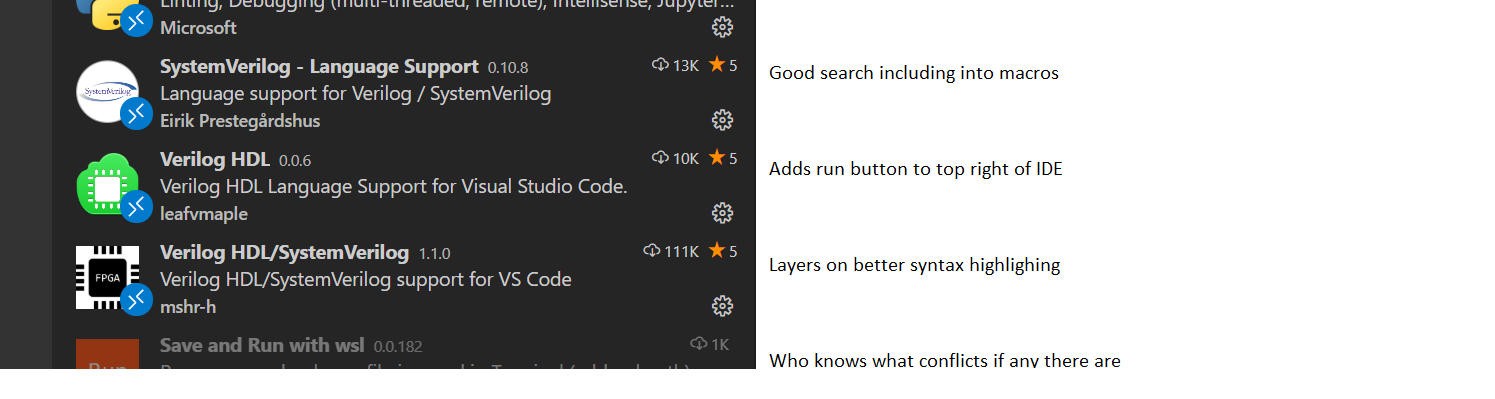 Linting, Debugging (multi-threaded, remote), Intellisense, Jupyter...
Microsoft
SystemVerilog - Language Support 0.10.8 13K 5
SystemVerilog
Language support for Verilog / SystemVerilog
Eirik Prestegårdshus
Good search including into macros
Verilog HDL 0.0.6 10K 5
Verilog HDL Language Support for Visual Studio Code.
leafvmaple
Adds run button to top right of IDE
Verilog HDL/SystemVerilog 1.1.0 111K 5
FPGA
Verilog HDL/SystemVerilog support for VS Code
mshr-h
Layers on better syntax highlighing
Save and Run with wsl 0.0.182 1K
Run
Who knows what conflicts if any there are